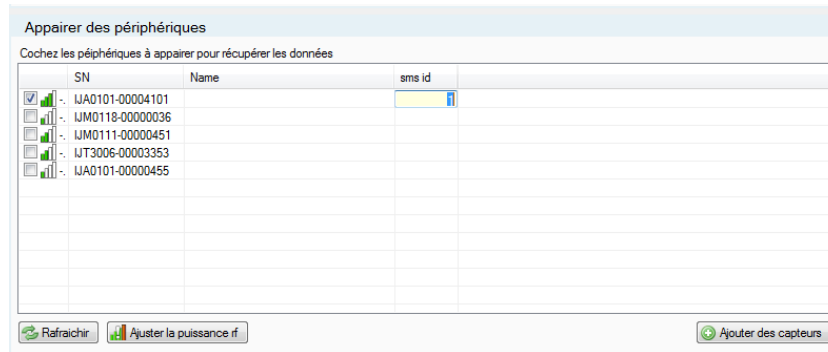 Appairer des périphériques
Cochez les péiphériques à appairer pour récupérer les données
SN Name sms id
-. IJA0101-00004101 1
-. IJM0118-00000036
-. IJM0111-00000451
-. IJT3006-00003353
-. IJA0101-00000455
Rafraichir Ajuster la puissance rf Ajouter des capteurs